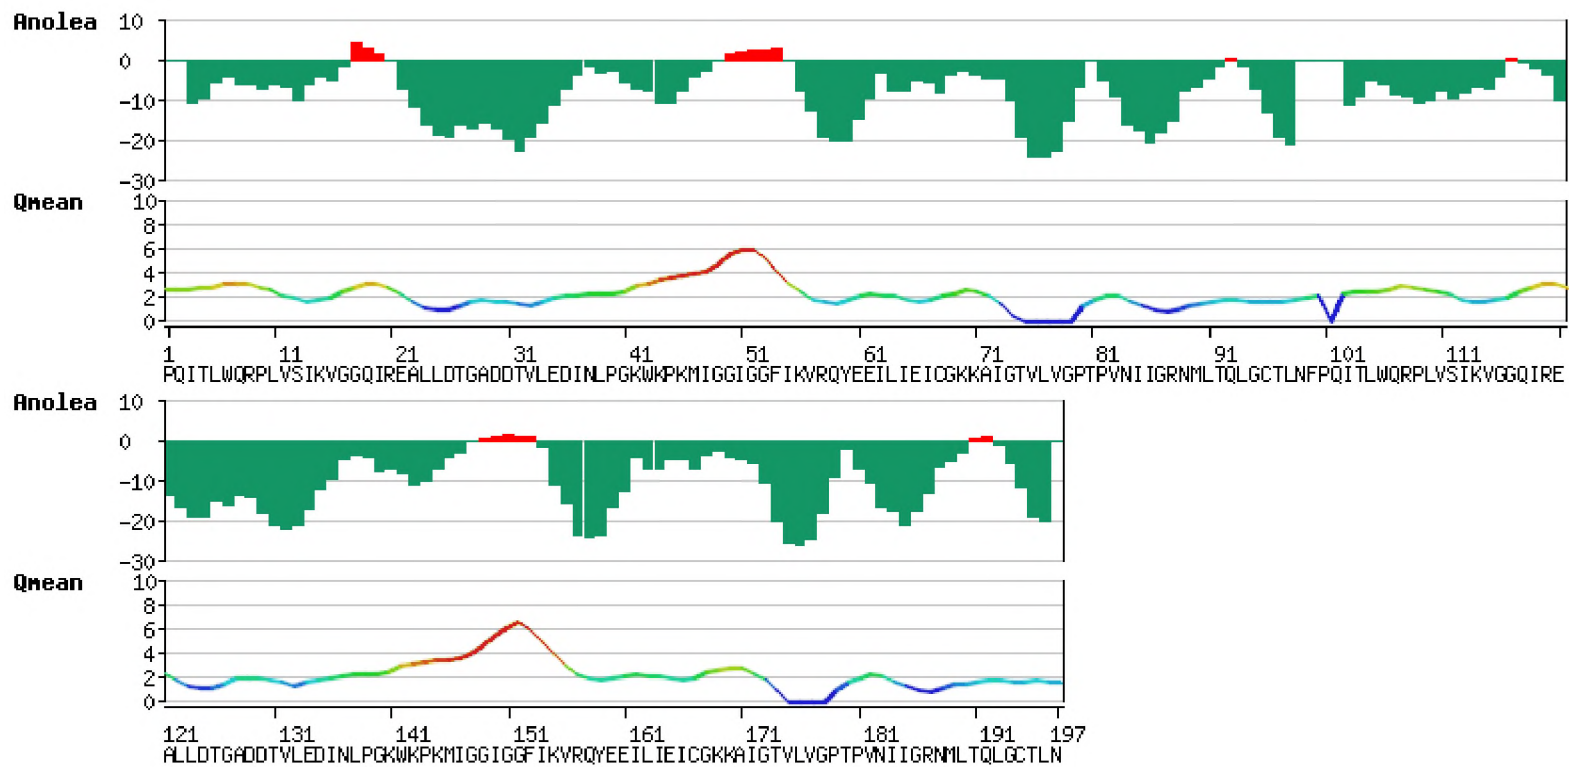 Anolea 10
0
-10
-20
-30
Qmean 10
8
6
4
2
0
1 11 21 31 41 51 61 71 81 91 101 111
PQITLWQRPLVSIKVGGQIREALLDTGADDTVLEDINLPGKWKPKMIGGIGGFIKVRQYEEILIEICGKKAIGTVLVGPTPVNIIGRNMLTQLGCTLNFPQITLWQRPLVSIKVGGQIRE
Anolea 10
0
-10
-20
-30
Qmean 10
8
6
4
2
0
121 131 141 151 161 171 181 191 197
ALLDTGADDTVLEDINLPGKWKPKMIGGIGGFIKVRQYEEILIEICGKKAIGTVLVGPTPVNIIGRNMLTQLGCTLN